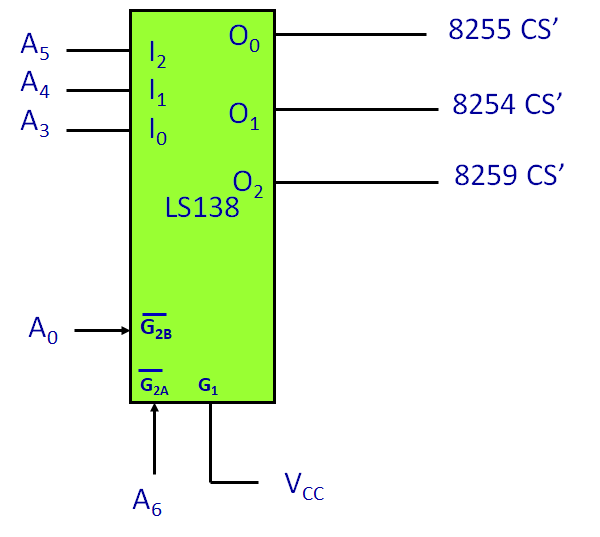 A5 I2 O0 8255 CS’
A4 I1
A3 I0 O1 8254 CS’
O2 8259 CS’
LS138
A0 G2B
G2A G1
A6 VCC